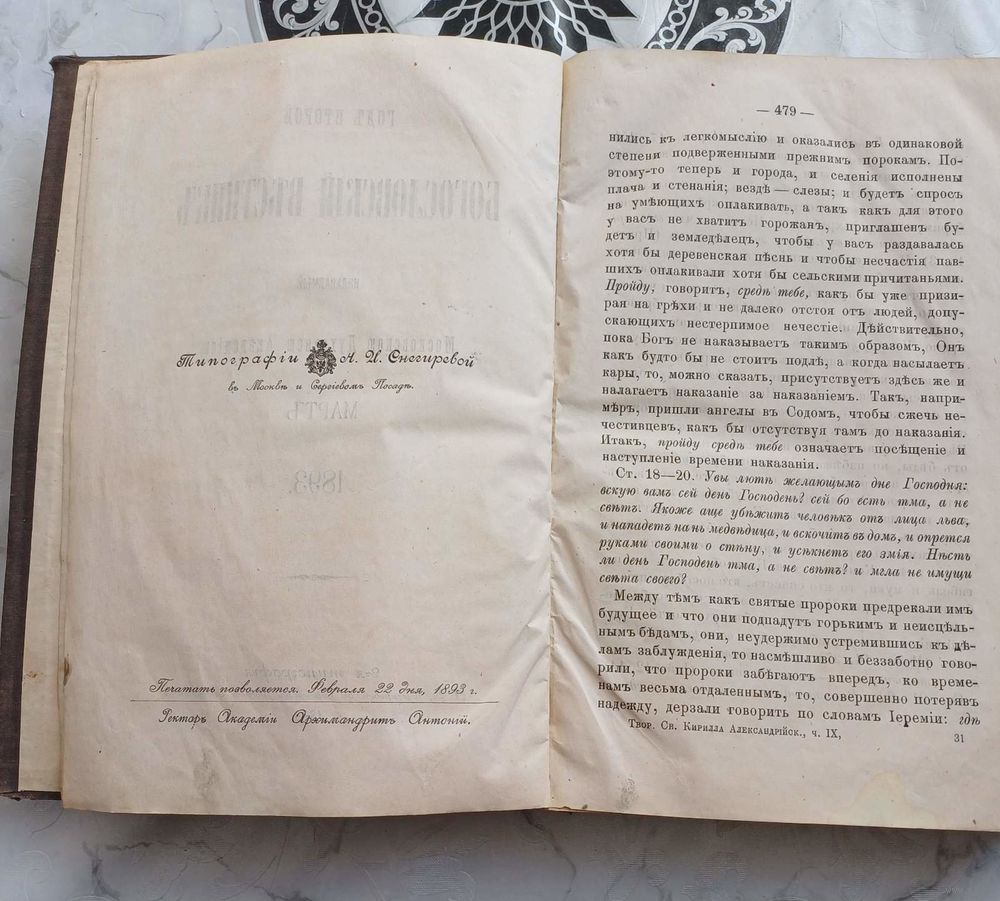 Типографіи А. И. Снегиревой
въ Москвѣ и Сергіевомъ Посадѣ.
Печатать позволяется. Февраля 22 дня, 1893 г.
Ректоръ Академіи Архимандритъ Антоній.
— 479 —
нились къ легкомыслію и оказались въ одинаковой
степени подверженными прежнимъ порокамъ. По-
этому-то теперь и города, и селенія исполнены
плача и стенанія; вездѣ — слезы; и будетъ спросъ
на умѣющихъ оплакивать, а такъ какъ для этого
у васъ не хватитъ горожанъ, приглашенъ бу-
детъ и земледѣлецъ, чтобы у васъ раздавалась
хотя бы деревенская пѣснь и чтобы несчастія пав-
шихъ оплакивали хотя бы сельскими причитаньями.
Пройду, говоритъ, средѣ тебе, какъ бы уже призи-
рая на грѣхи и не далеко отстоя отъ людей, допу-
скающихъ нестерпимое нечестіе. Дѣйствительно,
пока Богъ не наказываетъ такимъ образомъ, Онъ
какъ будто бы не стоитъ подлѣ, а когда насылаетъ
кары, то, можно сказать, присутствуетъ здѣсь же и
налагаетъ наказаніе за наказаніемъ. Такъ, напри-
мѣръ, пришли ангелы въ Содомъ, чтобы сжечь не-
честивцевъ, какъ бы отсутствуя тамъ до наказанія.
Итакъ, пройду средѣ тебе означаетъ посѣщеніе и
наступленіе времени наказанія.
Ст. 18—20. Увы лютѣ желающымъ дне Господня:
вскую вамъ сей день Господень? сей бо есть тма, а не
свѣтъ. Якоже аще убѣжитъ человѣкъ отъ лица льва,
и нападетъ на нь медвѣдица, и вскочитъ въ домъ, и опрется
руками своими о стѣну, и усѣкнетъ его змія. Нѣсть
ли день Господень тма, а не свѣтъ? и мгла не имущи
свѣта своего?
Между тѣмъ какъ святые пророки предрекали имъ
будущее и что они подпадутъ горькимъ и неисцѣль-
нымъ бѣдамъ, они, неудержимо устремившись къ дѣ-
ламъ заблужденія, то насмѣшливо и беззаботно гово-
рили, что пророки забѣгаютъ впередъ, ко време-
намъ весьма отдаленнымъ, то, совершенно потерявъ
надежду, дерзали говорить по словамъ Іереміи: гдѣ
Твор. Св. Кирилла Александрійск., ч. IX, 31